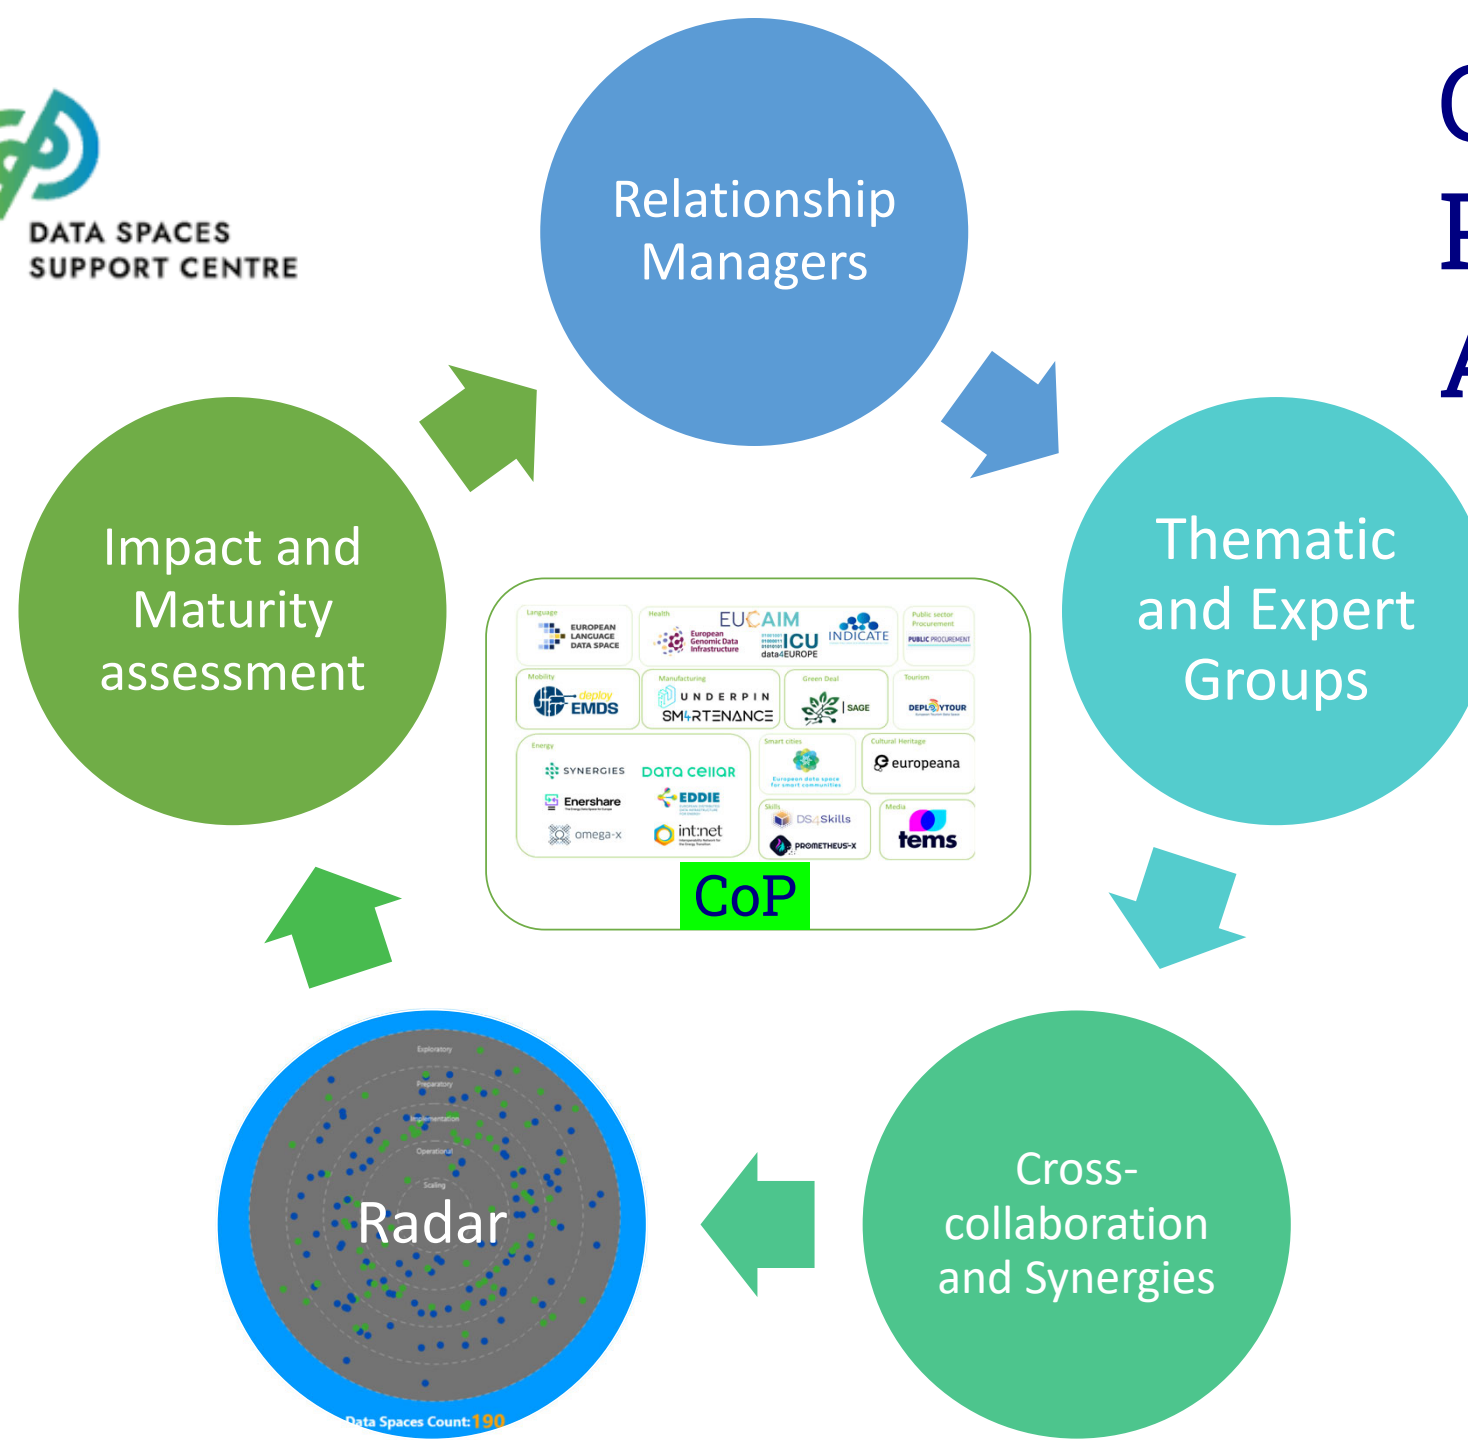 DATA SPACES
SUPPORT CENTRE
Relationship
Managers
Thematic
and Expert
Groups
Cross-
collaboration
and Synergies
Radar
Exploratory
Preparatory
Implementation
Operational
Scaling
Data Spaces Count:190
Impact and
Maturity
assessment
Language
EUROPEAN
LANGUAGE
DATA SPACE
Health
EUCAIM
European
Genomic Data
Infrastructure
ICU
data4EUROPE
INDICATE
Public sector
Procurement
PUBLIC PROCUREMENT
Mobility
deploy
EMDS
Manufacturing
UNDERPIN
SM4RTENANCE
Green Deal
SAGE
Tourism
DEPLOYTOUR
Energy
SYNERGIES
DATA CELLAR
Enershare
EDDIE
omega-x
int:net
Smart cities
European data space
for smart communities
Cultural Heritage
europeana
Skills
DS4Skills
PROMETHEUS-X
Media
tems
CoP